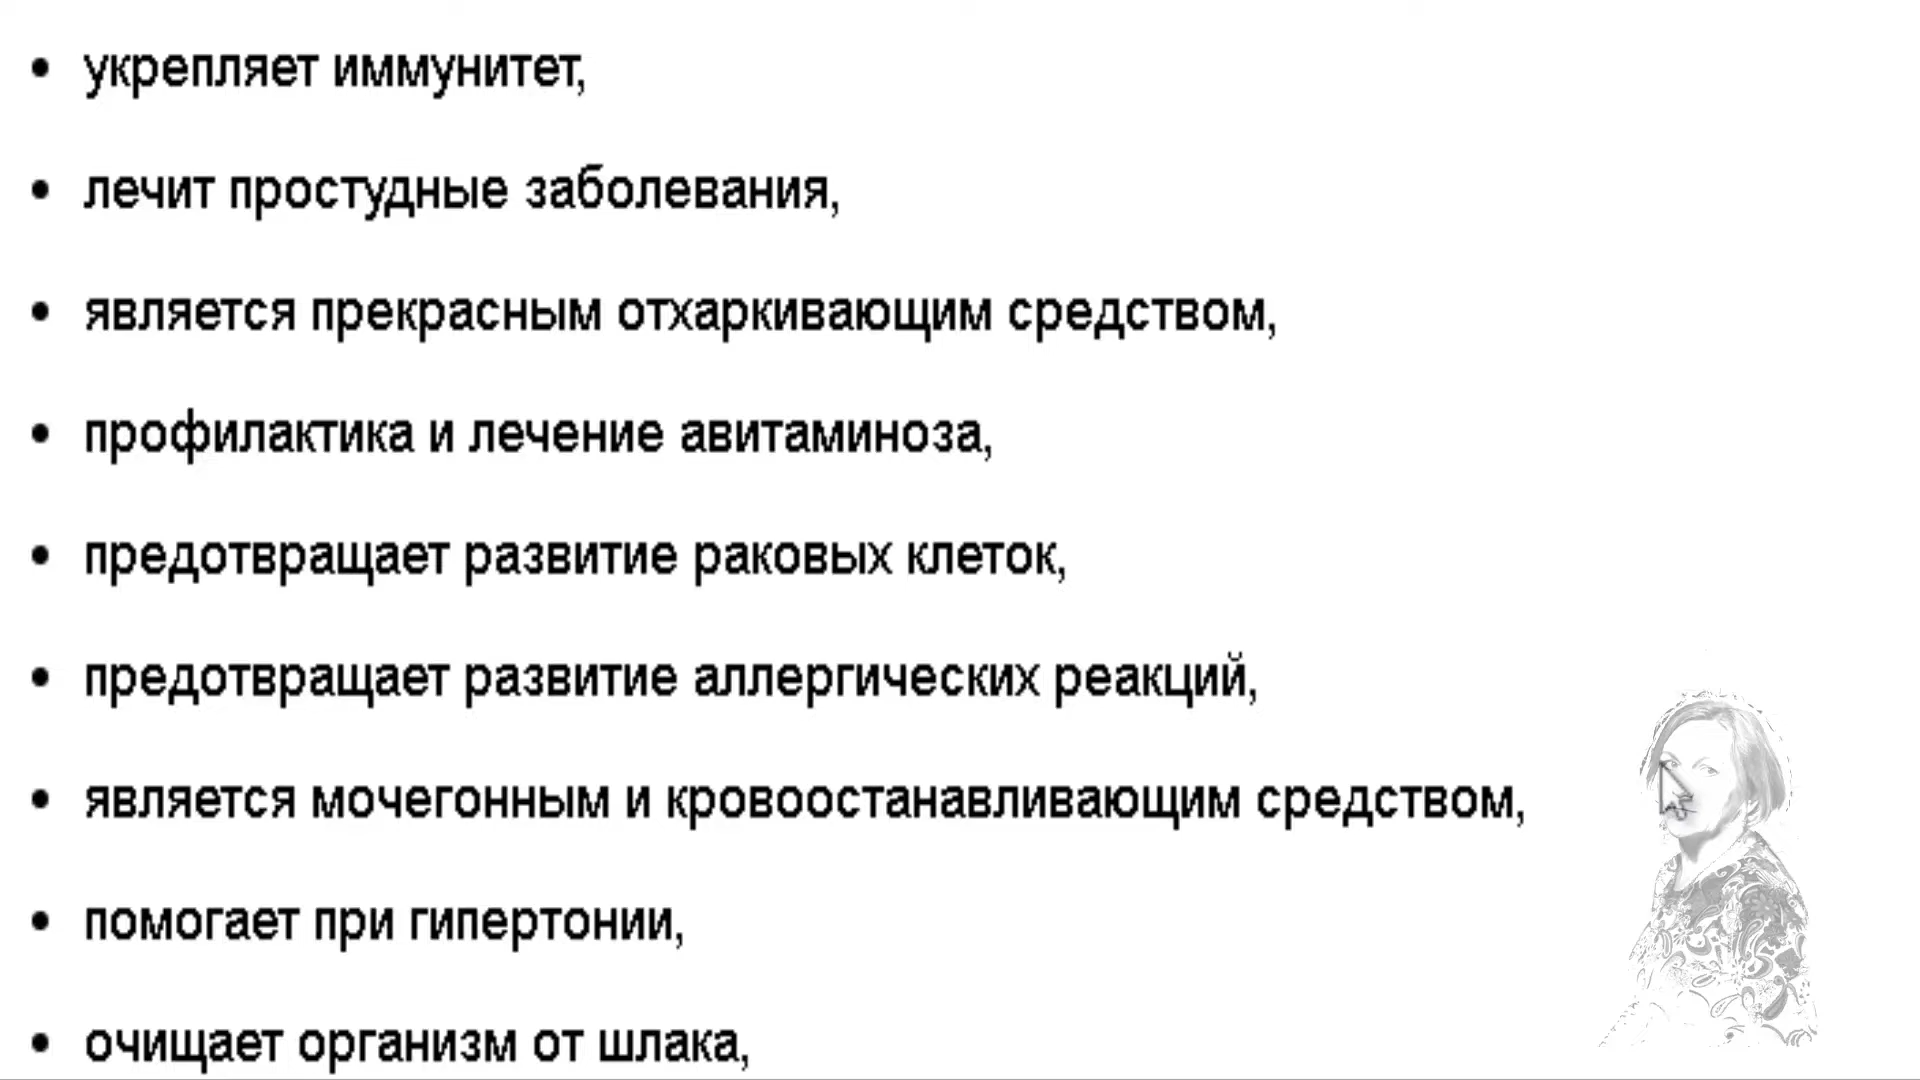 • укрепляет иммунитет,
• лечит простудные заболевания,
• является прекрасным отхаркивающим средством,
• профилактика и лечение авитаминоза,
• предотвращает развитие раковых клеток,
• предотвращает развитие аллергических реакций,
• является мочегонным и кровоостанавливающим средством,
• помогает при гипертонии,
• очищает организм от шлака,